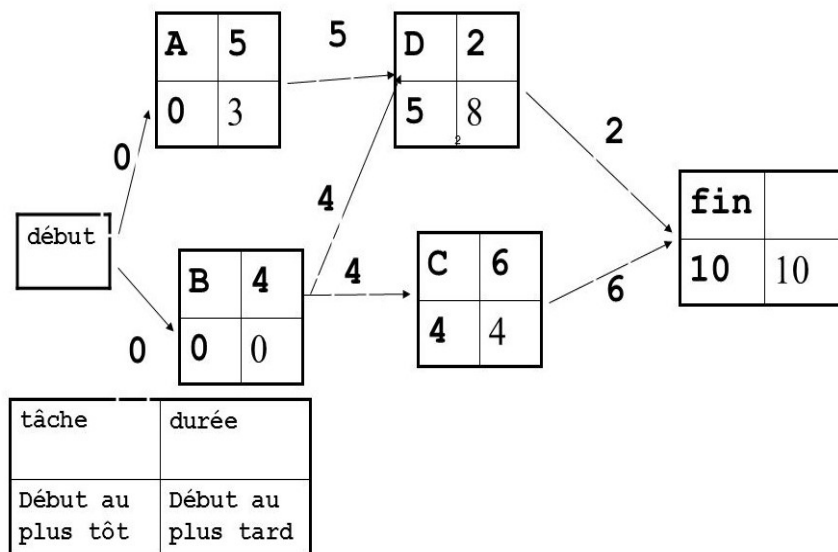 A 5
0 3
5
D 2
5 8
2
0
2
4
début
fin
10 10
B 4
0 0
4
C 6
4 4
6
0
tâche durée
Début au plus tôt
Début au plus tard